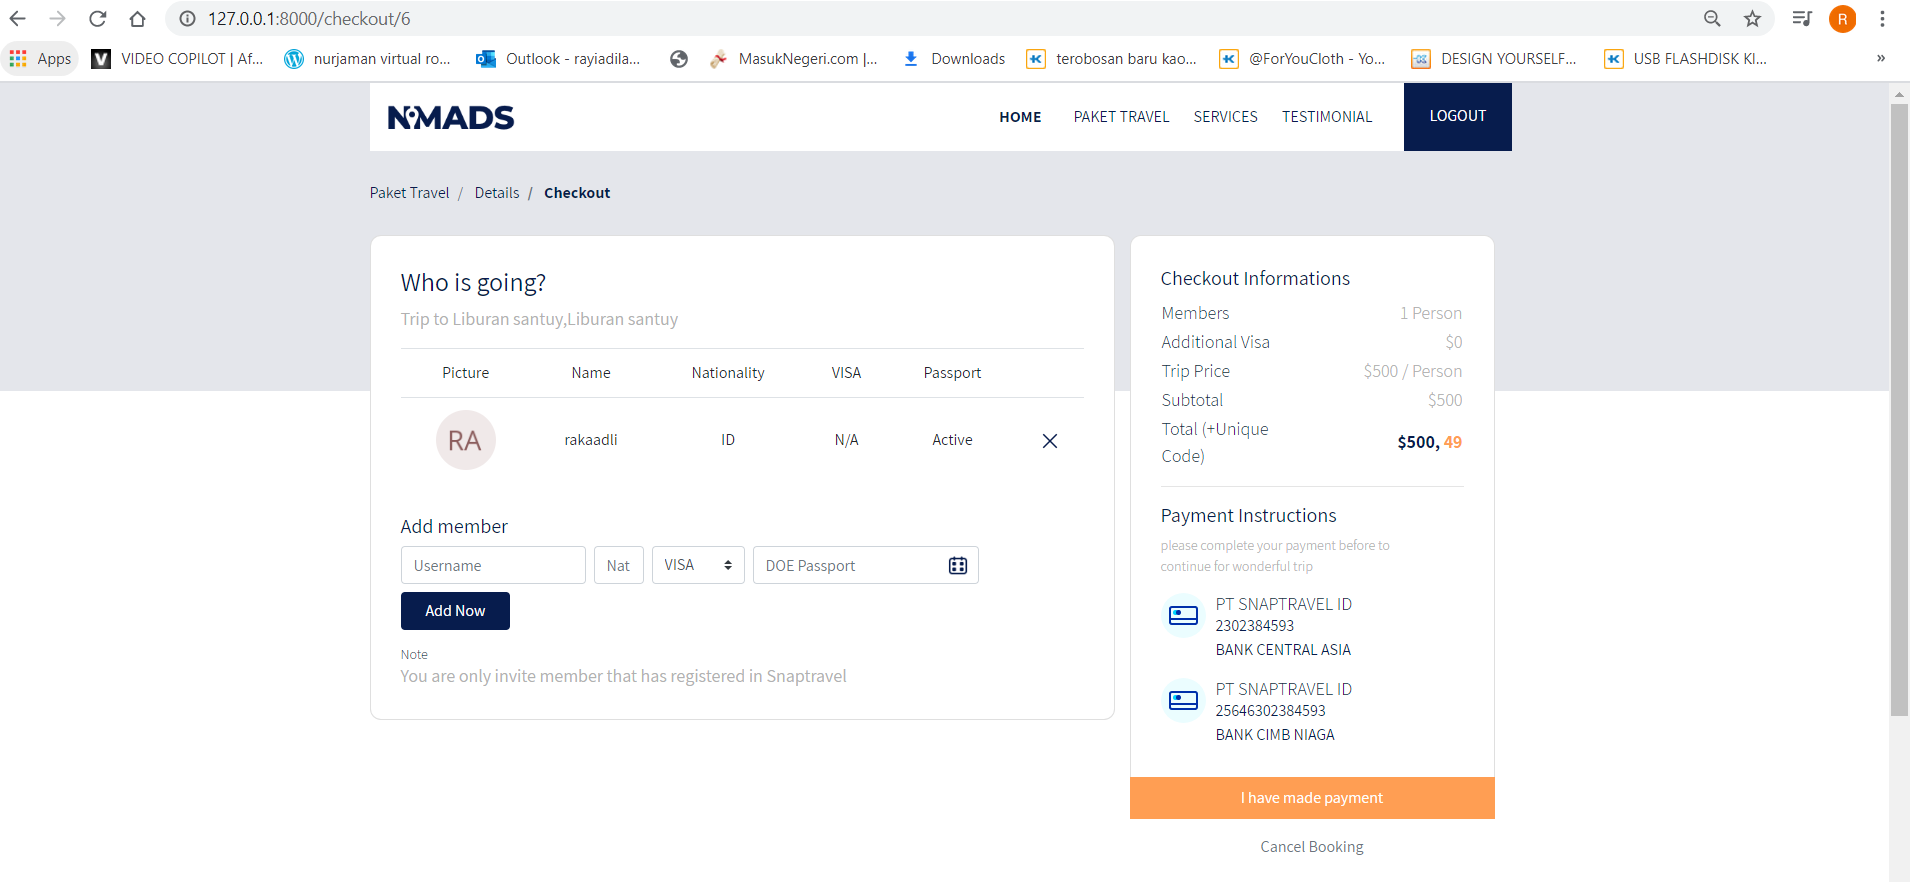 127.0.0.1:8000/checkout/6
R
Apps
VIDEO COPILOT | Af...
nurjaman virtual ro...
Outlook - rayiadila...
MasukNegeri.com |...
Downloads
terobosan baru kao...
@ForYouCloth - Yo...
DESIGN YOURSELF...
USB FLASHDISK KI...
»
NOMADS
HOME
PAKET TRAVEL
SERVICES
TESTIMONIAL
LOGOUT
Paket Travel / Details / Checkout
Who is going?
Trip to Liburan santuy,Liburan santuy
Picture Name Nationality VISA Passport
RA rakaadli ID N/A Active
Add member
Username Nat VISA DOE Passport
Add Now
Note
You are only invite member that has registered in Snaptravel
Checkout Informations
Members 1 Person
Additional Visa $0
Trip Price $500 / Person
Subtotal $500
Total (+Unique
Code) $500, 49
Payment Instructions
please complete your payment before to
continue for wonderful trip
PT SNAPTRAVEL ID
2302384593
BANK CENTRAL ASIA
PT SNAPTRAVEL ID
25646302384593
BANK CIMB NIAGA
I have made payment
Cancel Booking